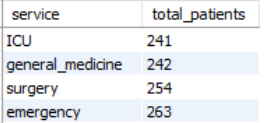 service total_patients
ICU 241
general_medicine 242
surgery 254
emergency 263